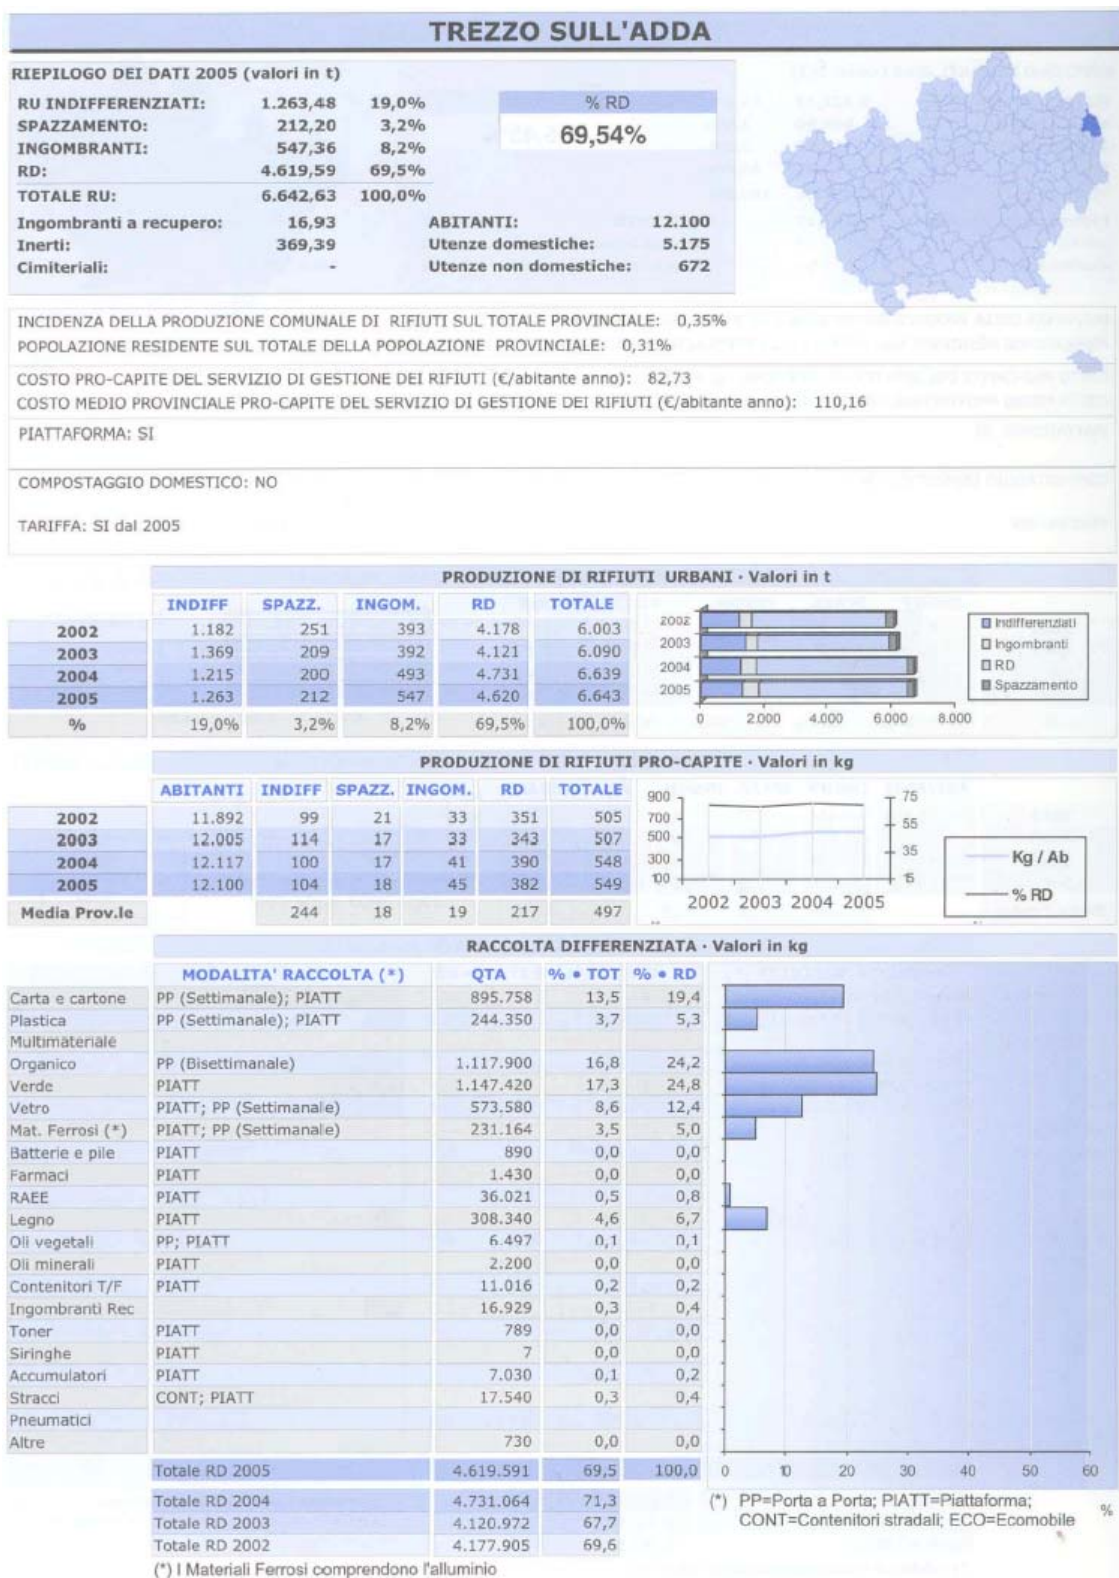 TREZZO SULL'ADDA
RIEPILOGO DEI DATI 2005 (valori in t)
RU INDIFFERENZIATI: 1.263,48 19,0%
SPAZZAMENTO: 212,20 3,2%
INGOMBRANTI: 547,36 8,2%
RD: 4.619,59 69,5%
TOTALE RU: 6.642,63 100,0%
% RD
69,54%
Ingombranti a recupero: 16,93
Inerti: 369,39
Cimiteriali: -
ABITANTI: 12.100
Utenze domestiche: 5.175
Utenze non domestiche: 672
INCIDENZA DELLA PRODUZIONE COMUNALE DI RIFIUTI SUL TOTALE PROVINCIALE: 0,35%
POPOLAZIONE RESIDENTE SUL TOTALE DELLA POPOLAZIONE PROVINCIALE: 0,31%
COSTO PRO-CAPITE DEL SERVIZIO DI GESTIONE DEI RIFIUTI (€/abitante anno): 82,73
COSTO MEDIO PROVINCIALE PRO-CAPITE DEL SERVIZIO DI GESTIONE DEI RIFIUTI (€/abitante anno): 110,16
PIATTAFORMA: SI
COMPOSTAGGIO DOMESTICO: NO
TARIFFA: SI dal 2005
PRODUZIONE DI RIFIUTI URBANI · Valori in t
INDIFF SPAZZ. INGOM. RD TOTALE
2002 1.182 251 393 4.178 6.003
2003 1.369 209 392 4.121 6.090
2004 1.215 200 493 4.731 6.639
2005 1.263 212 547 4.620 6.643
% 19,0% 3,2% 8,2% 69,5% 100,0%
2002
2003
2004
2005
0 2.000 4.000 6.000 8.000
Indifferenziati
Ingombranti
RD
Spazzamento
PRODUZIONE DI RIFIUTI PRO-CAPITE · Valori in kg
ABITANTI INDIFF SPAZZ. INGOM. RD TOTALE
2002 11.892 99 21 33 351 505
2003 12.005 114 17 33 343 507
2004 12.117 100 17 41 390 548
2005 12.100 104 18 45 382 549
Media Prov.le 244 18 19 217 497
900 75
700 55
500
300 35
100 15
2002 2003 2004 2005
Kg / Ab
% RD
RACCOLTA DIFFERENZIATA · Valori in kg
MODALITA' RACCOLTA (*) QTA % • TOT % • RD
Carta e cartone PP (Settimanale); PIATT 895.758 13,5 19,4
Plastica PP (Settimanale); PIATT 244.350 3,7 5,3
Multimateriale
Organico PP (Bisettimanale) 1.117.900 16,8 24,2
Verde PIATT 1.147.420 17,3 24,8
Vetro PIATT; PP (Settimanale) 573.580 8,6 12,4
Mat. Ferrosi (*) PIATT; PP (Settimanale) 231.164 3,5 5,0
Batterie e pile PIATT 890 0,0 0,0
Farmaci PIATT 1.430 0,0 0,0
RAEE PIATT 36.021 0,5 0,8
Legno PIATT 308.340 4,6 6,7
Oli vegetali PP; PIATT 6.497 0,1 0,1
Oli minerali PIATT 2.200 0,0 0,0
Contenitori T/F PIATT 11.016 0,2 0,2
Ingombranti Rec 16.929 0,3 0,4
Toner PIATT 789 0,0 0,0
Siringhe PIATT 7 0,0 0,0
Accumulatori PIATT 7.030 0,1 0,2
Stracci CONT; PIATT 17.540 0,3 0,4
Pneumatici
Altre 730 0,0 0,0
Totale RD 2005 4.619.591 69,5 100,0
Totale RD 2004 4.731.064 71,3
Totale RD 2003 4.120.972 67,7
Totale RD 2002 4.177.905 69,6
0 10 20 30 40 50 60
%
(*) PP=Porta a Porta; PIATT=Piattaforma;
CONT=Contenitori stradali; ECO=Ecomobile
(*) I Materiali Ferrosi comprendono l'alluminio